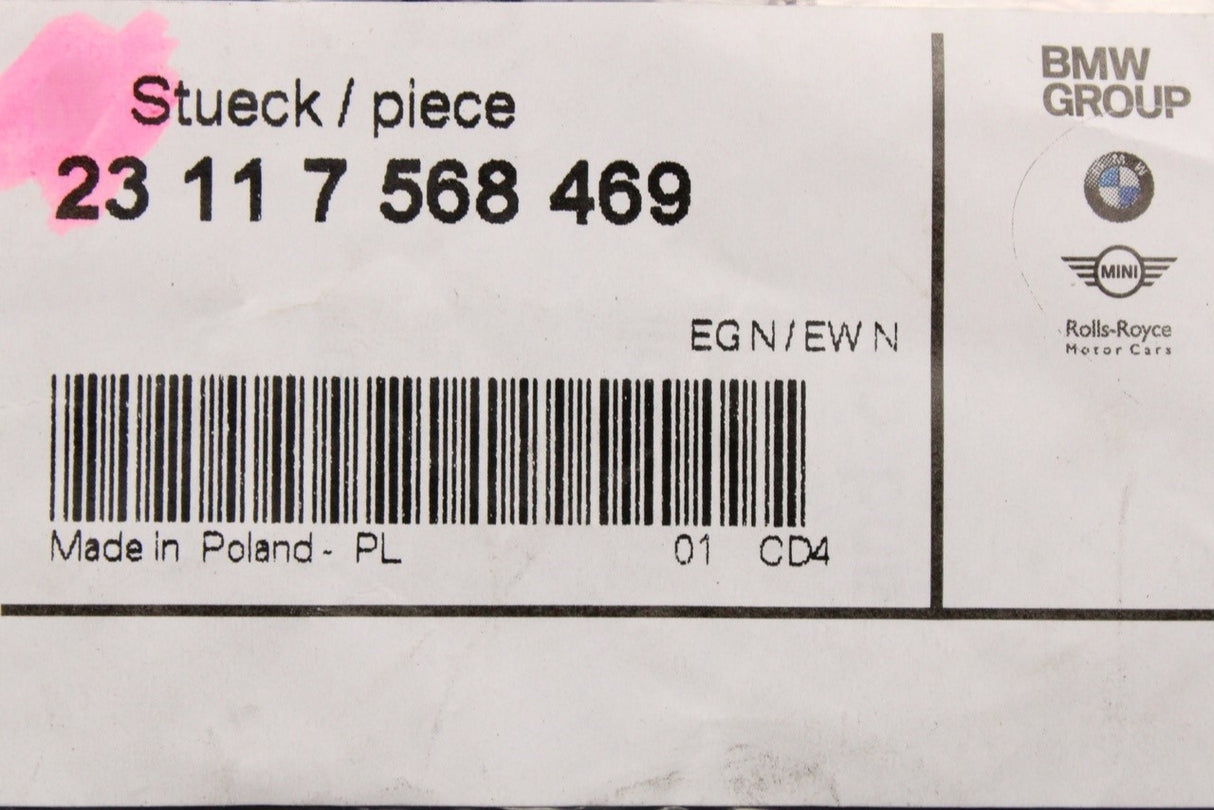 Stueck / piece
23 11 7 568 469
EG N / EW N
Made in Poland - PL 01 CD4
BMW
GROUP
BMW
MINI
Rolls-Royce
Motor Cars